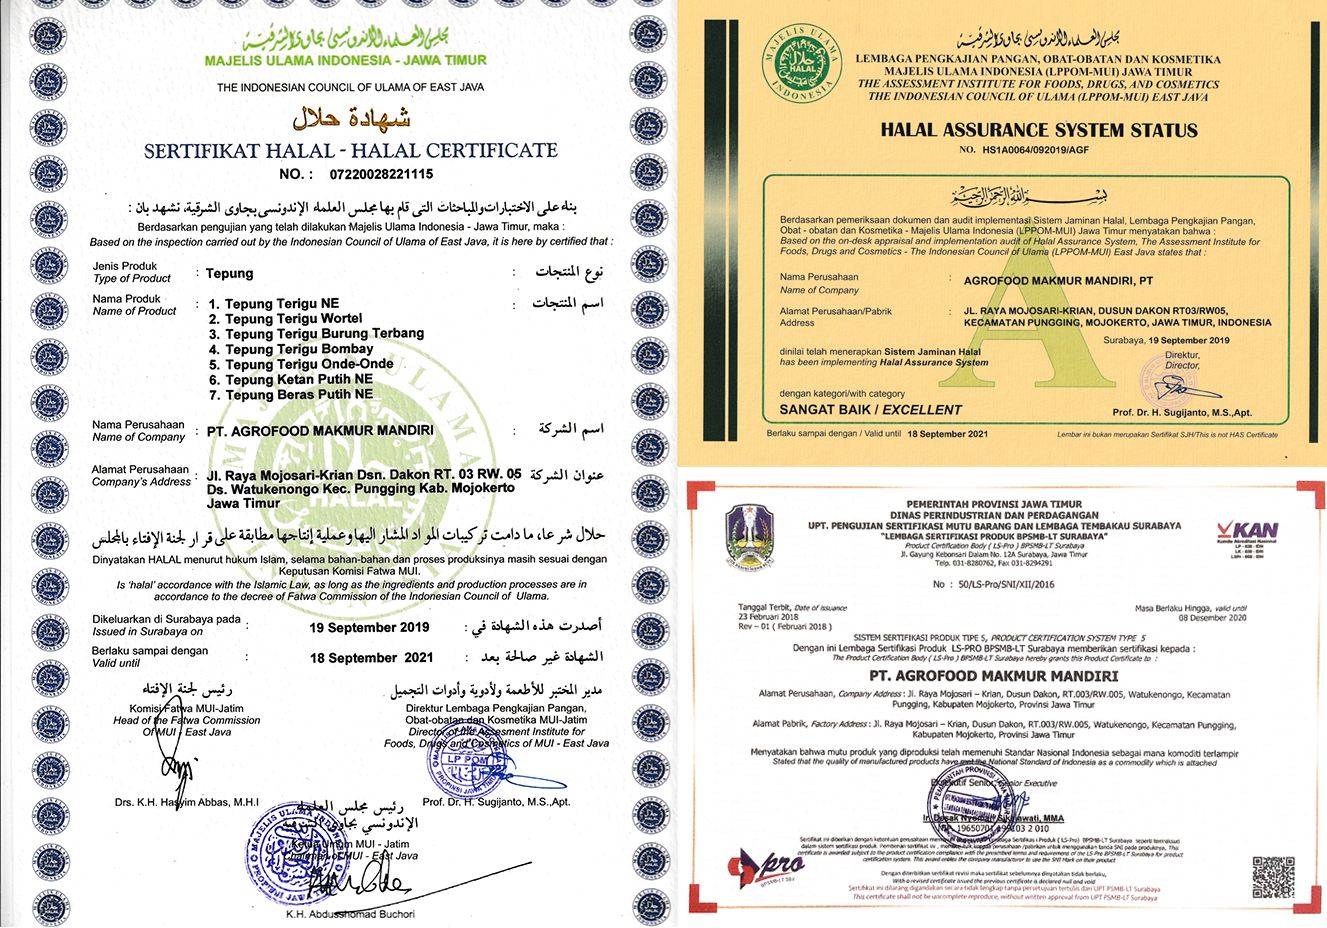 مجلس العلماء الإندونيسي بجاوى الشرقية
MAJELIS ULAMA INDONESIA - JAWA TIMUR
THE INDONESIAN COUNCIL OF ULAMA OF EAST JAVA
شهادة حلال
SERTIFIKAT HALAL - HALAL CERTIFICATE
NO. : 07220028221115
بناء على الاختبارات والمباحثات التي قام بها مجلس العلماء الإندونيسي بجاوى الشرقية، نشهد بان :
Berdasarkan pengujian yang telah dilakukan Majelis Ulama Indonesia - Jawa Timur, maka :
Based on the inspection carried out by the Indonesian Council of Ulama of East Java, it is here by certified that :
Jenis Produk
Type of Product : Tepung : نوع المنتجات
Nama Produk
Name of Product : : اسم المنتجات
1. Tepung Terigu NE
2. Tepung Terigu Wortel
3. Tepung Terigu Burung Terbang
4. Tepung Terigu Bombay
5. Tepung Terigu Onde-Onde
6. Tepung Ketan Putih NE
7. Tepung Beras Putih NE
Nama Perusahaan
Name of Company : PT. AGROFOOD MAKMUR MANDIRI : اسم الشركة
Alamat Perusahaan
Company's Address : Jl. Raya Mojosari-Krian Dsn. Dakon RT. 03 RW. 05 عنوان الشركة
Ds. Watukenongo Kec. Pungging Kab. Mojokerto
Jawa Timur
حلال شرعا، ما دامت تركيبات المواد المشار اليها وعملية إنتاجها مطابقة على قرار لجنة الإفتاء بالمجلس
Dinyatakan HALAL menurut hukum Islam, selama bahan-bahan dan proses produksinya masih sesuai dengan
Keputusan Komisi Fatwa MUI.
Is 'halal' accordance with the Islamic Law, as long as the ingredients and production processes are in
accordance to the decree of Fatwa Commission of the Indonesian Council of Ulama.
Dikeluarkan di Surabaya pada
Issued in Surabaya on : 19 September 2019 أصدرت هذه الشهادة في :
Berlaku sampai dengan
Valid until : 18 September 2021 الشهادة غير صالحة بعد :
رئيس لجنة الإفتاء
Komisi Fatwa MUI-Jatim
Head of the Fatwa Commission
Of MUI - East Java
Drs. K.H. Hasyim Abbas, M.H.I
مدير المختبر للأطعمة ولأدوية وأدوات التجميل
Direktur Lembaga Pengkajian Pangan,
Obat-obatan dan Kosmetika MUI-Jatim
Director of the Assesment Institute for
Foods, Drugs and Cosmetics of MUI - East Java
Prof. Dr. H. Sugijanto, M.S.,Apt.
رئيس مجلس العلماء
الإندونسي بجاوي الشرقية
Ketua Umum MUI - Jatim
Chairman of MUI - East Java
K.H. Abdusshomad Buchori
MAJELIS ULAMA
HALAL
INDONESIA
مجلس العلماء الإندونيسي بجاوى الشرقية
LEMBAGA PENGKAJIAN PANGAN, OBAT-OBATAN DAN KOSMETIKA
MAJELIS ULAMA INDONESIA (LPPOM-MUI) JAWA TIMUR
THE ASSESSMENT INSTITUTE FOR FOODS, DRUGS, AND COSMETICS
THE INDONESIAN COUNCIL OF ULAMA (LPPOM-MUI) EAST JAVA
HALAL ASSURANCE SYSTEM STATUS
NO. HS1A0064/092019/AGF
بسم الله الرحمن الرحيم
Berdasarkan pemeriksaan dokumen dan audit implementasi Sistem Jaminan Halal, Lembaga Pengkajian Pangan,
Obat - obatan dan Kosmetika - Majelis Ulama Indonesia (LPPOM-MUI) Jawa Timur menyatakan bahwa :
Based on the on-desk appraisal and implementation audit of Halal Assurance System, The Assessment Institute for
Foods, Drugs and Cosmetics - The Indonesian Council of Ulama (LPPOM-MUI) East Java states that :
Nama Perusahaan
Name of Company : AGROFOOD MAKMUR MANDIRI, PT
Alamat Perusahaan/Pabrik : JL. RAYA MOJOSARI-KRIAN, DUSUN DAKON RT03/RW05,
Address KECAMATAN PUNGGING, MOJOKERTO, JAWA TIMUR, INDONESIA
Surabaya, 19 September 2019
dinilai telah menerapkan Sistem Jaminan Halal
has been implementing Halal Assurance System
Direktur,
Director,
dengan kategori/with category
SANGAT BAIK / EXCELLENT
A
Prof. Dr. H. Sugijanto, M.S.,Apt.
Berlaku sampai dengan / Valid until 18 September 2021
Lembar ini bukan merupakan Sertifikat SJH/This is not HAS Certificate
PEMERINTAH PROVINSI JAWA TIMUR
DINAS PERINDUSTRIAN DAN PERDAGANGAN
UPT. PENGUJIAN SERTIFIKASI MUTU BARANG DAN LEMBAGA TEMBAKAU SURABAYA
"LEMBAGA SERTIFIKASI PRODUK BPSMB-LT SURABAYA"
Product Certification Body ( LS-Pro ) BPSMB-LT Surabaya
Jl. Gayung Kebonsari Dalam No. 12A Surabaya, Jawa Timur
Telp. 031-8280762, Fax 031-8294291
KAN
Komite Akreditasi Nasional
No : 50/LS-Pro/SNI/XII/2016
Tanggal Terbit, Date of issuance
23 Februari 2018
Rev – 01 ( Februari 2018 )
Masa Berlaku Hingga, valid until
08 Desember 2020
SISTEM SERTIFIKASI PRODUK TIPE 5, PRODUCT CERTIFICATION SYSTEM TYPE 5
Dengan ini Lembaga Sertifikasi Produk LS-PRO BPSMB-LT Surabaya memberikan sertifikasi kepada :
The Product Certification Body ( LS-Pro ) BPSMB-LT Surabaya hereby grants this Product Certificate to :
PT. AGROFOOD MAKMUR MANDIRI
Alamat Perusahaan, Company Address : Jl. Raya Mojosari – Krian, Dusun Dakon, RT.003/RW.005, Watukenongo, Kecamatan
Pungging, Kabupaten Mojokerto, Provinsi Jawa Timur
Alamat Pabrik, Factory Address : Jl. Raya Mojosari – Krian, Dusun Dakon, RT.003/RW.005, Watukenongo, Kecamatan Pungging,
Kabupaten Mojokerto, Provinsi Jawa Timur
Menyatakan bahwa mutu produk yang diproduksi telah memenuhi Standar Nasional Indonesia sebagai mana komoditi terlampir
Stated that the quality of manufactured products have met the National Standard of Indonesia as a commodity which is attached
Eksekutif Senior, Senior Executive
MMA
pro
BPSMB-LT SBY
Dengan diterbitkan sertifikat revisi maka sertifikat sebelumnya dinyatakan tidak berlaku,
With a revised certificate issued the previous certificate is declared null and void
Sertifikat ini dilarang digandakan secara tidak lengkap tanpa persetujuan tertulis dari UPT PSMB-LT Surabaya
This certificate shall not be uncomplete reproduce, without written approval from UPT PSMB-LT Surabaya